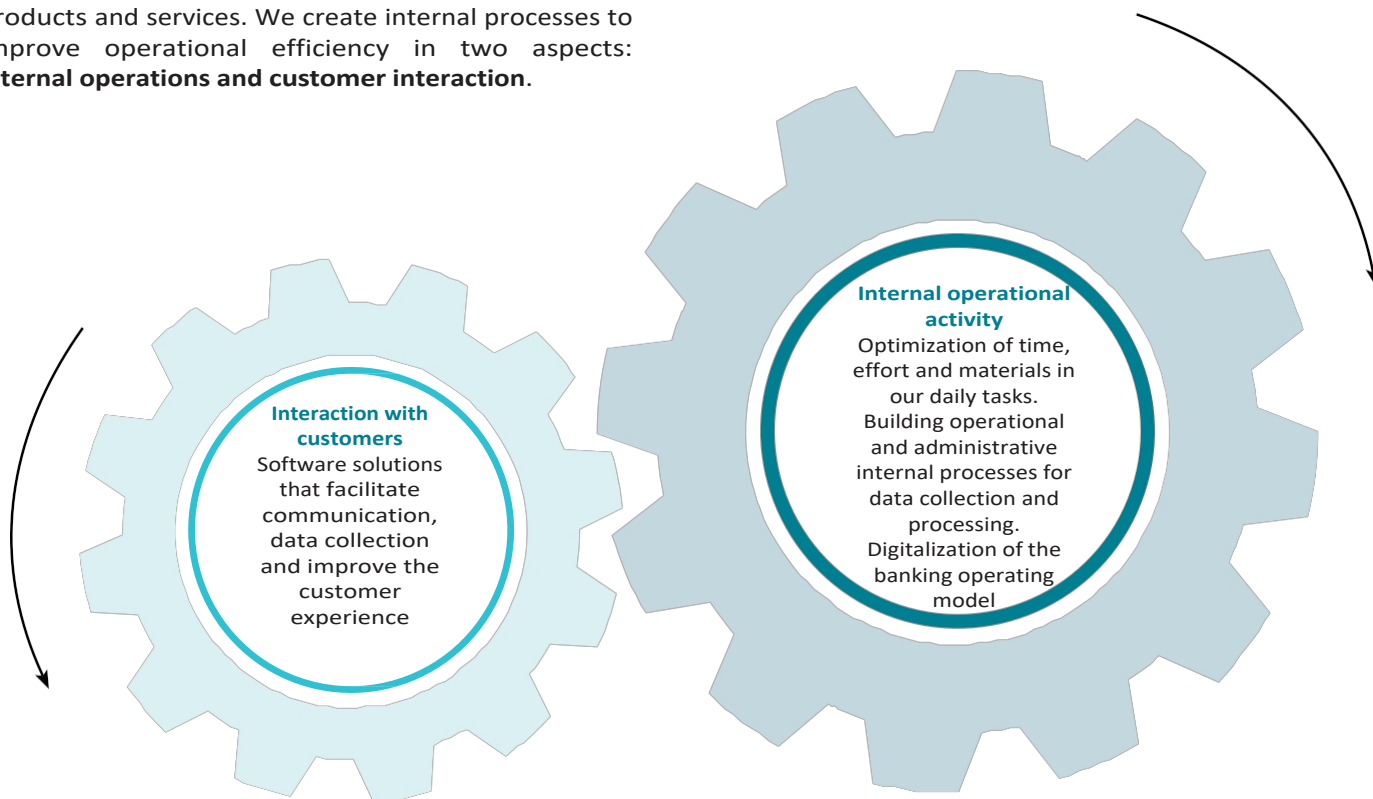 roducts and services. We create internal processes to
mprove operational efficiency in two aspects:
nternal operations and customer interaction.
Internal operational
activity
Optimization of time,
effort and materials in
our daily tasks.
Building operational
and administrative
internal processes for
data collection and
processing.
Digitalization of the
banking operating
model
Interaction with
customers
Software solutions
that facilitate
communication,
data collection
and improve the
customer
experience